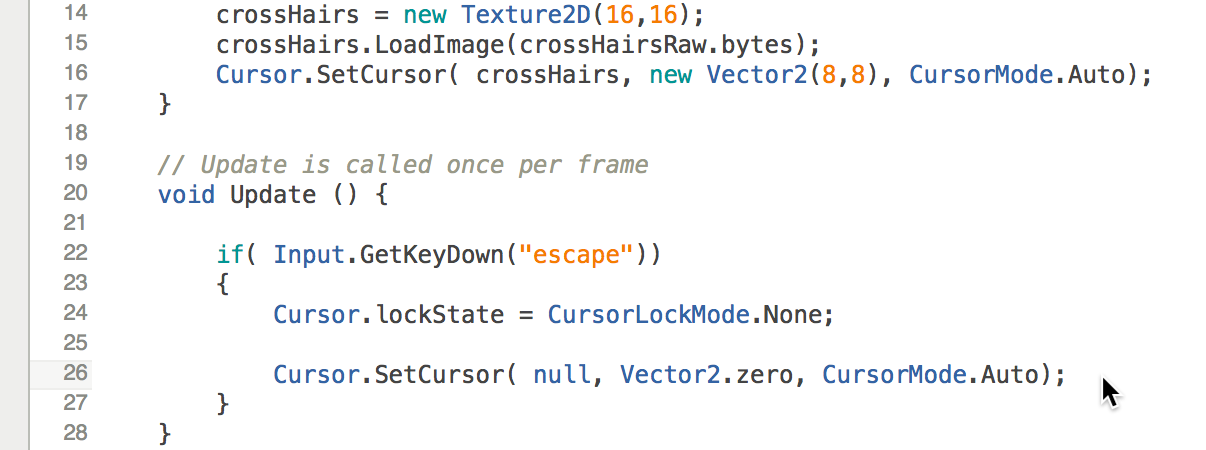 14 crossHairs = new Texture2D(16,16);
15 crossHairs.LoadImage(crossHairsRaw.bytes);
16 Cursor.SetCursor( crossHairs, new Vector2(8,8), CursorMode.Auto);
17 }
18
19 // Update is called once per frame
20 void Update () {
21
22 if( Input.GetKeyDown("escape"))
23 {
24 Cursor.lockState = CursorLockMode.None;
25
26 Cursor.SetCursor( null, Vector2.zero, CursorMode.Auto);
27 }
28 }